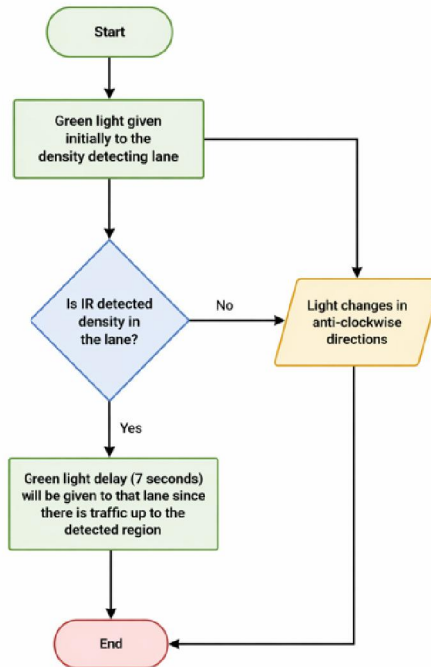 Start
Green light given
initially to the
density detecting lane
Is IR detected
density in
the lane?
No
Light changes in
anti-clockwise
directions
Yes
Green light delay (7 seconds)
will be given to that lane since
there is traffic up to the
detected region
End